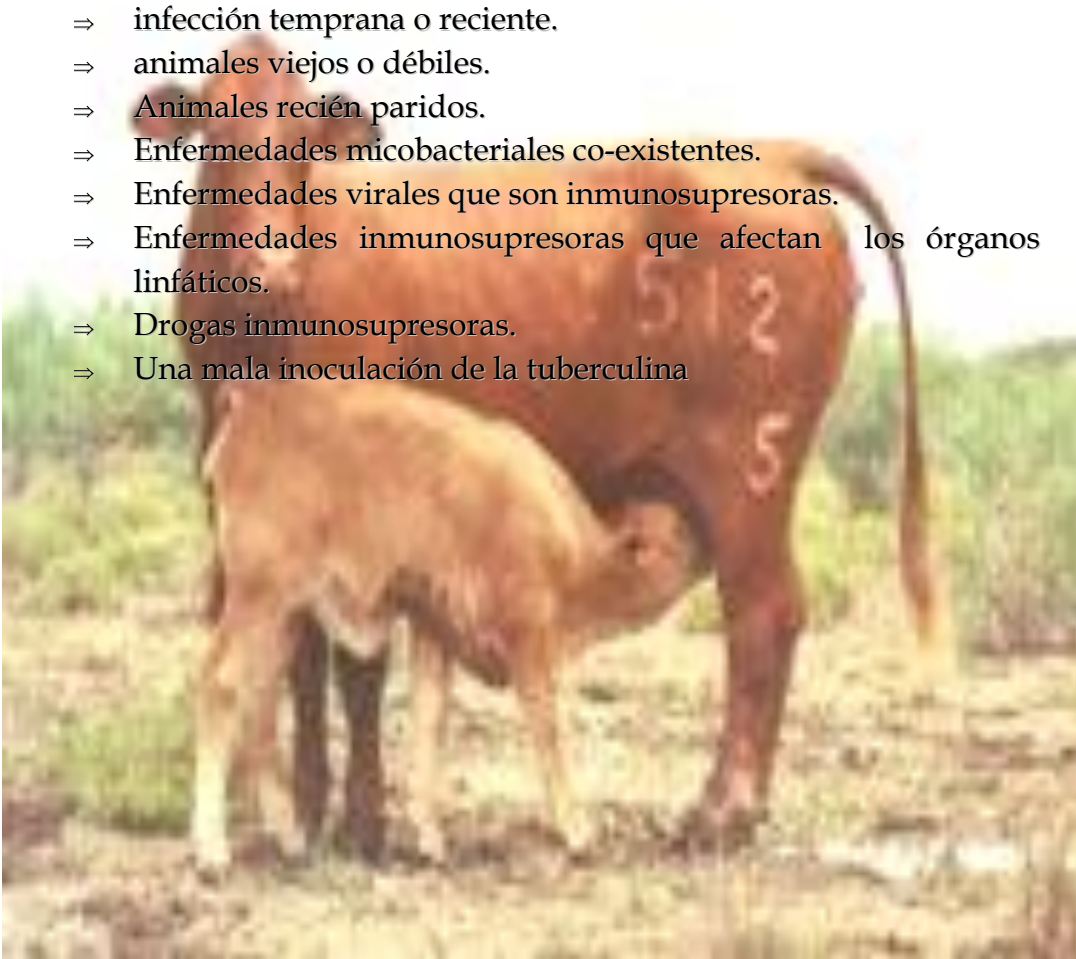 ⇒ infección temprana o reciente.
⇒ animales viejos o débiles.
⇒ Animales recién paridos.
⇒ Enfermedades micobacteriales co-existentes.
⇒ Enfermedades virales que son inmunosupresoras.
⇒ Enfermedades inmunosupresoras que afectan los órganos
linfáticos.
⇒ Drogas inmunosupresoras.
⇒ Una mala inoculación de la tuberculina
512
5